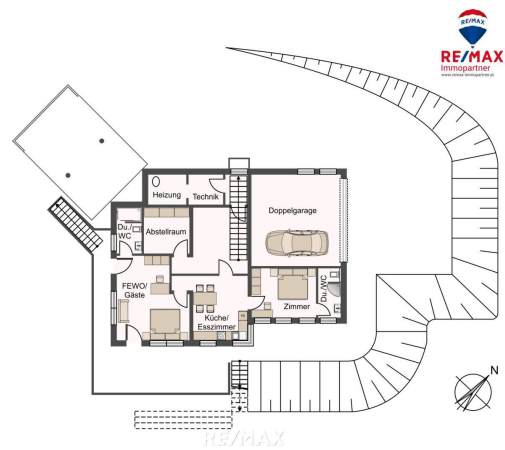 RE/MAX
Immopartner
www.remax-immopartner.at
Heizung
Technik
Doppelgarage
Du./
WC
Abstellraum
FEWO/
Gäste
Küche/
Esszimmer
Zimmer
Du./WC
N
RE/MAX